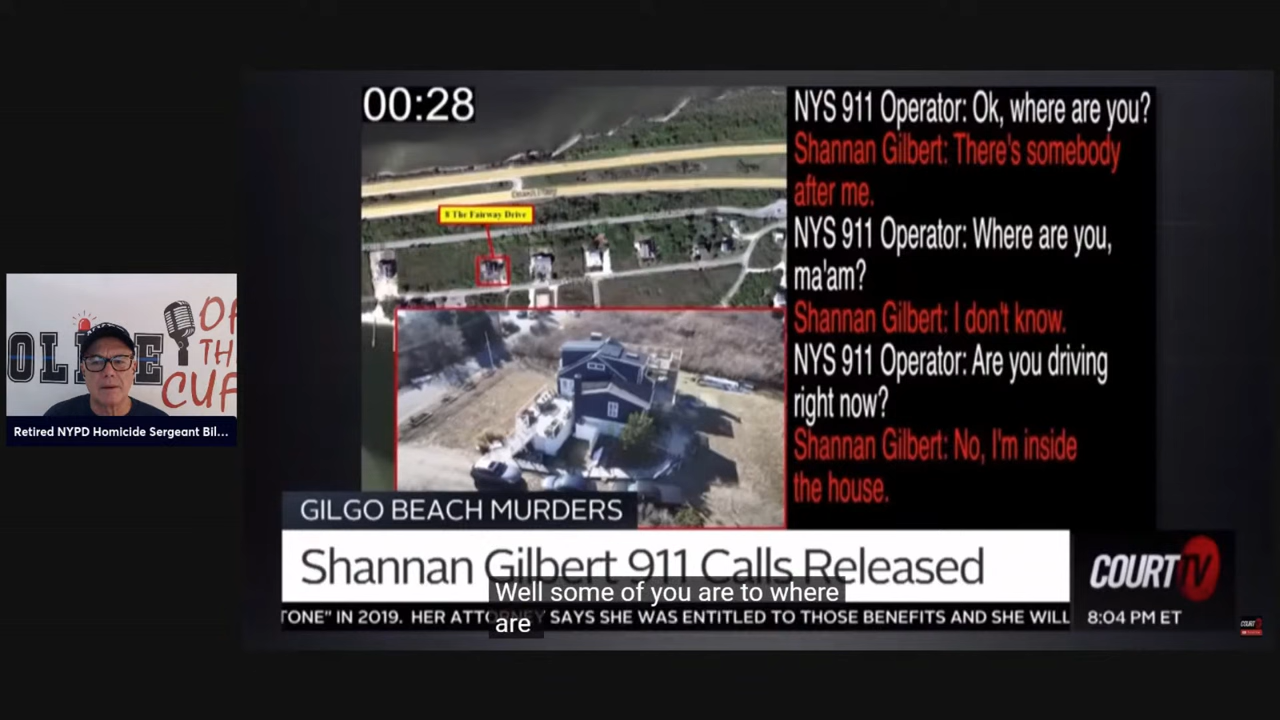 00:28
8 The Fairway Drive
NYS 911 Operator: Ok, where are you?
Shannan Gilbert: There's somebody
after me.
NYS 911 Operator: Where are you,
ma'am?
Shannan Gilbert: I don't know.
NYS 911 Operator: Are you driving
right now?
Shannan Gilbert: No, I'm inside
the house.
OLICE
OF
THE
CUF
Retired NYPD Homicide Sergeant Bil...
GILGO BEACH MURDERS
Shannan Gilbert 911 Calls Released
COURT TV
Well some of you are to where
are
TONE" IN 2019. HER ATTORNEY SAYS SHE WAS ENTITLED TO THOSE BENEFITS AND SHE WILL
8:04 PM ET